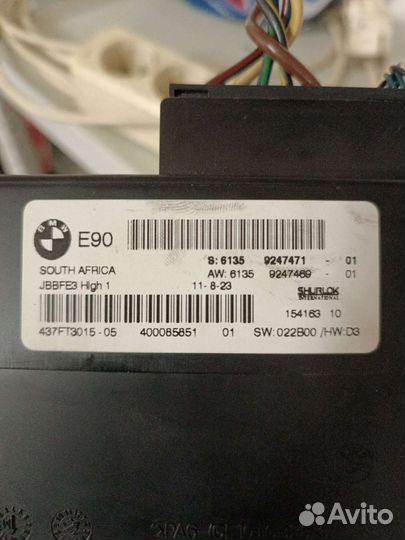 BMW
E90
S: 6135 9247471 - 01
SOUTH AFRICA
AW: 6135 9247469 - 01
JBBFE3 High 1
11- 8-23
SHURLOK
INTERNATIONAL
154163 10
437FT3015 - 05
400085851
01
SW:022B00 /HW:D3
Avito